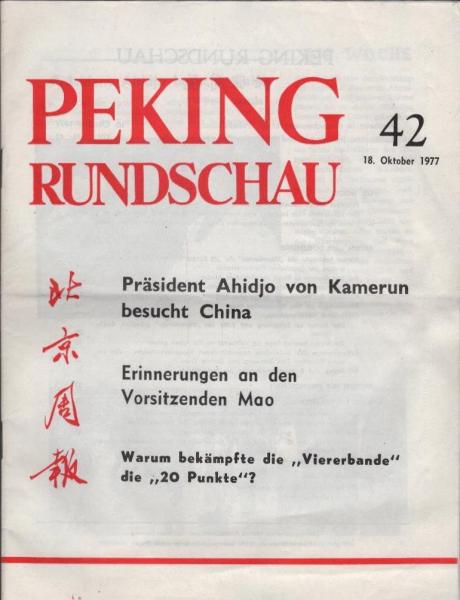 PEKING
RUNDSCHAU
42
18. Oktober 1977
北京周报
Präsident Ahidjo von Kamerun
besucht China
Erinnerungen an den
Vorsitzenden Mao
Warum bekämpfte die „Viererbande“
die „20 Punkte“?